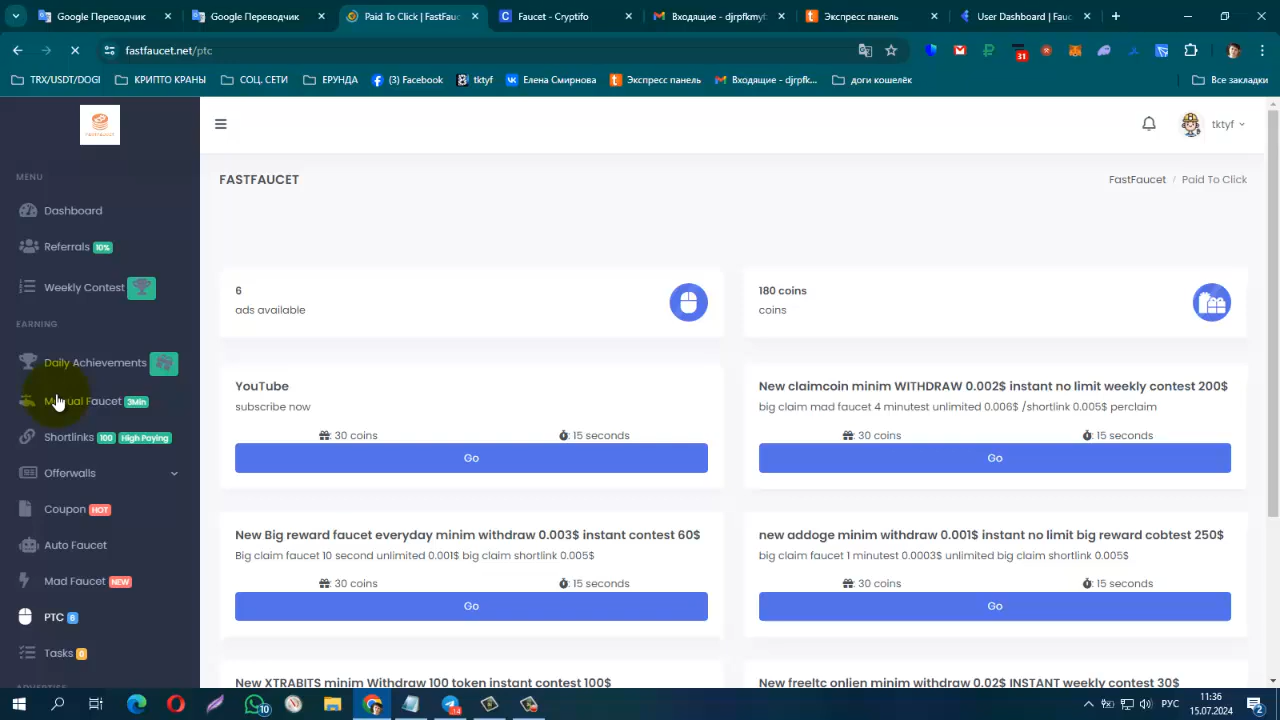 Google Переводчик
Google Переводчик
Paid To Click | FastFauc
Faucet - Cryptifo
Входящие - djrpfkmyt
Экспресс панель
User Dashboard | Fauc
fastfaucet.net/ptc
31
TRX/USDT/DOGI
КРИПТО КРАНЫ
СОЦ. СЕТИ
ЕРУНДА
(3) Facebook
tktyf
Елена Смирнова
Экспресс панель
Входящие - djrpfk...
доги кошелёк
Все закладки
tktyf
MENU
Dashboard
Referrals 10%
Weekly Contest
EARNING
Daily Achievements
Manual Faucet 3Min
Shortlinks 100 High Paying
Offerwalls
Coupon HOT
Auto Faucet
Mad Faucet NEW
PTC 6
Tasks 0
ADVERTISE
FASTFAUCET
FastFaucet / Paid To Click
6
ads available
180 coins
coins
YouTube
subscribe now
30 coins
15 seconds
Go
New claimcoin minim WITHDRAW 0.002$ instant no limit weekly contest 200$
big claim mad faucet 4 minutest unlimited 0.006$ /shortlink 0.005$ perclaim
30 coins
15 seconds
Go
New Big reward faucet everyday minim withdraw 0.003$ instant contest 60$
Big claim faucet 10 second unlimited 0.001$ big claim shortlink 0.005$
30 coins
15 seconds
Go
new addoge minim withdraw 0.001$ instant no limit big reward cobtest 250$
big claim faucet 1 minutest 0.0003$ unlimited big claim shortlink 0.005$
30 coins
15 seconds
Go
New XTRABITS minim Withdraw 100 token instant contest 100$
New freeltc onlien minim withdraw 0.02$ INSTANT weekly contest 30$
10
14
РУС
11:36
15.07.2024
2